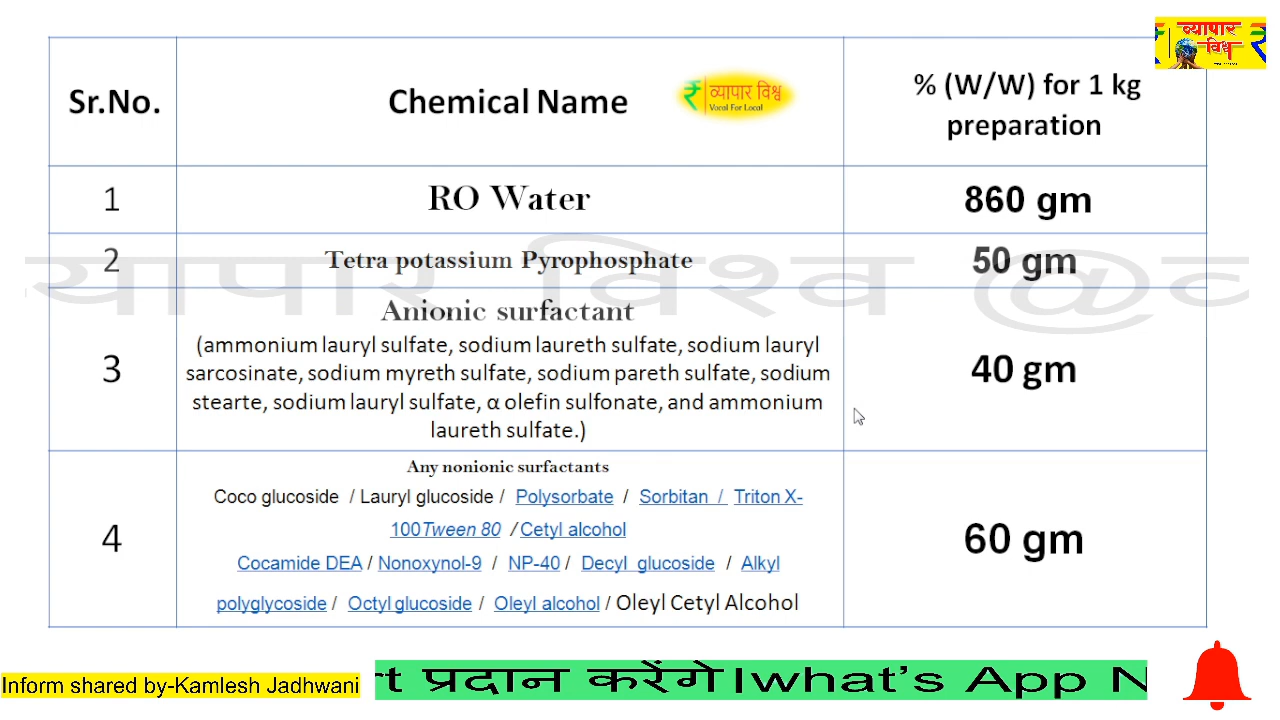 व्यापार
विश्व
Sr.No.
Chemical Name
₹ व्यापार विश्व
Vocal For Local
% (W/W) for 1 kg
preparation
1
RO Water
860 gm
2
Tetra potassium Pyrophosphate
50 gm
यापार विश्व @व
3
Anionic surfactant
(ammonium lauryl sulfate, sodium laureth sulfate, sodium lauryl
sarcosinate, sodium myreth sulfate, sodium pareth sulfate, sodium
stearte, sodium lauryl sulfate, α olefin sulfonate, and ammonium
laureth sulfate.)
40 gm
4
Any nonionic surfactants
Coco glucoside / Lauryl glucoside / Polysorbate / Sorbitan / Triton X-
100Tween 80 / Cetyl alcohol
Cocamide DEA / Nonoxynol-9 / NP-40 / Decyl glucoside / Alkyl
polyglycoside / Octyl glucoside / Oleyl alcohol / Oleyl Cetyl Alcohol
60 gm
Inform shared by-Kamlesh Jadhwani
rt प्रदान करेंगे|what's App N